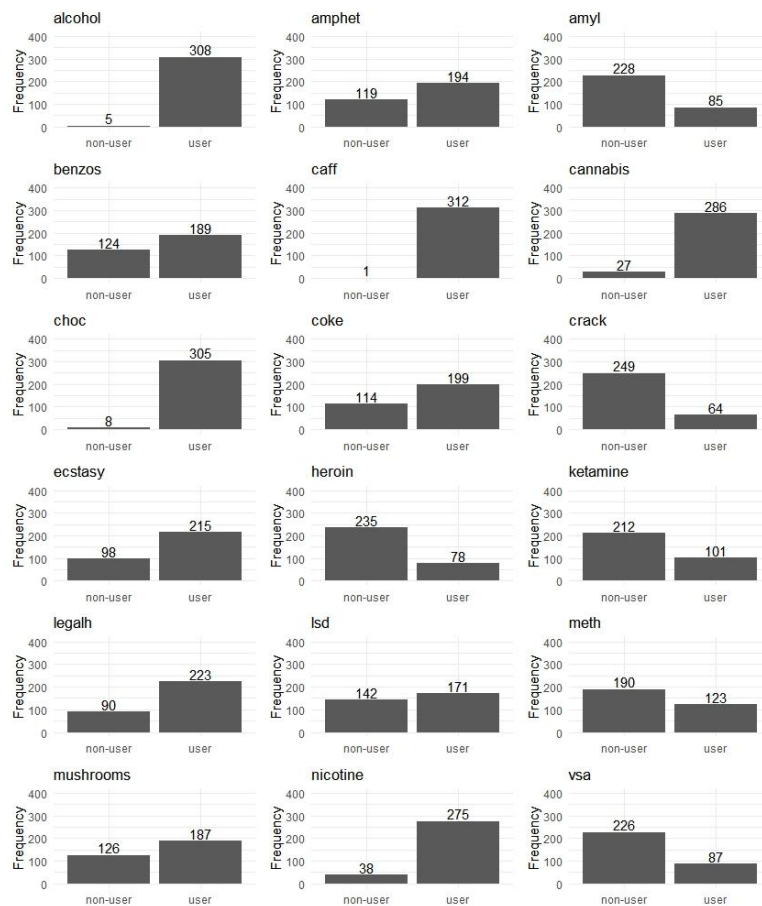 alcohol amphet amyl
400 400 400
308
300 300 300
228
194
200 200 200
119
100 100 100
85
5
0 0 0
Frequency Frequency Frequency
non-user user non-user user non-user user
benzos caff cannabis
400 400 400
312
286
300 300 300
189
200 200 200
124
100 100 100
27
1
0 0 0
Frequency Frequency Frequency
non-user user non-user user non-user user
choc coke crack
400 400 400
305
300 300 300
249
199
200 200 200
114
100 100 100
64
8
0 0 0
Frequency Frequency Frequency
non-user user non-user user non-user user
ecstasy heroin ketamine
400 400 400
300 300 300
215 235 212
200 200 200
98 78 101
100 100 100
0 0 0
Frequency Frequency Frequency
non-user user non-user user non-user user
legalh lsd meth
400 400 400
300 300 300
223
200 200 200
142 171 190 123
90
100 100 100
0 0 0
Frequency Frequency Frequency
non-user user non-user user non-user user
mushrooms nicotine vsa
400 400 400
300 300 300
275
226
187
200 200 200
126
100 100 100
38 87
0 0 0
Frequency Frequency Frequency
non-user user non-user user non-user user